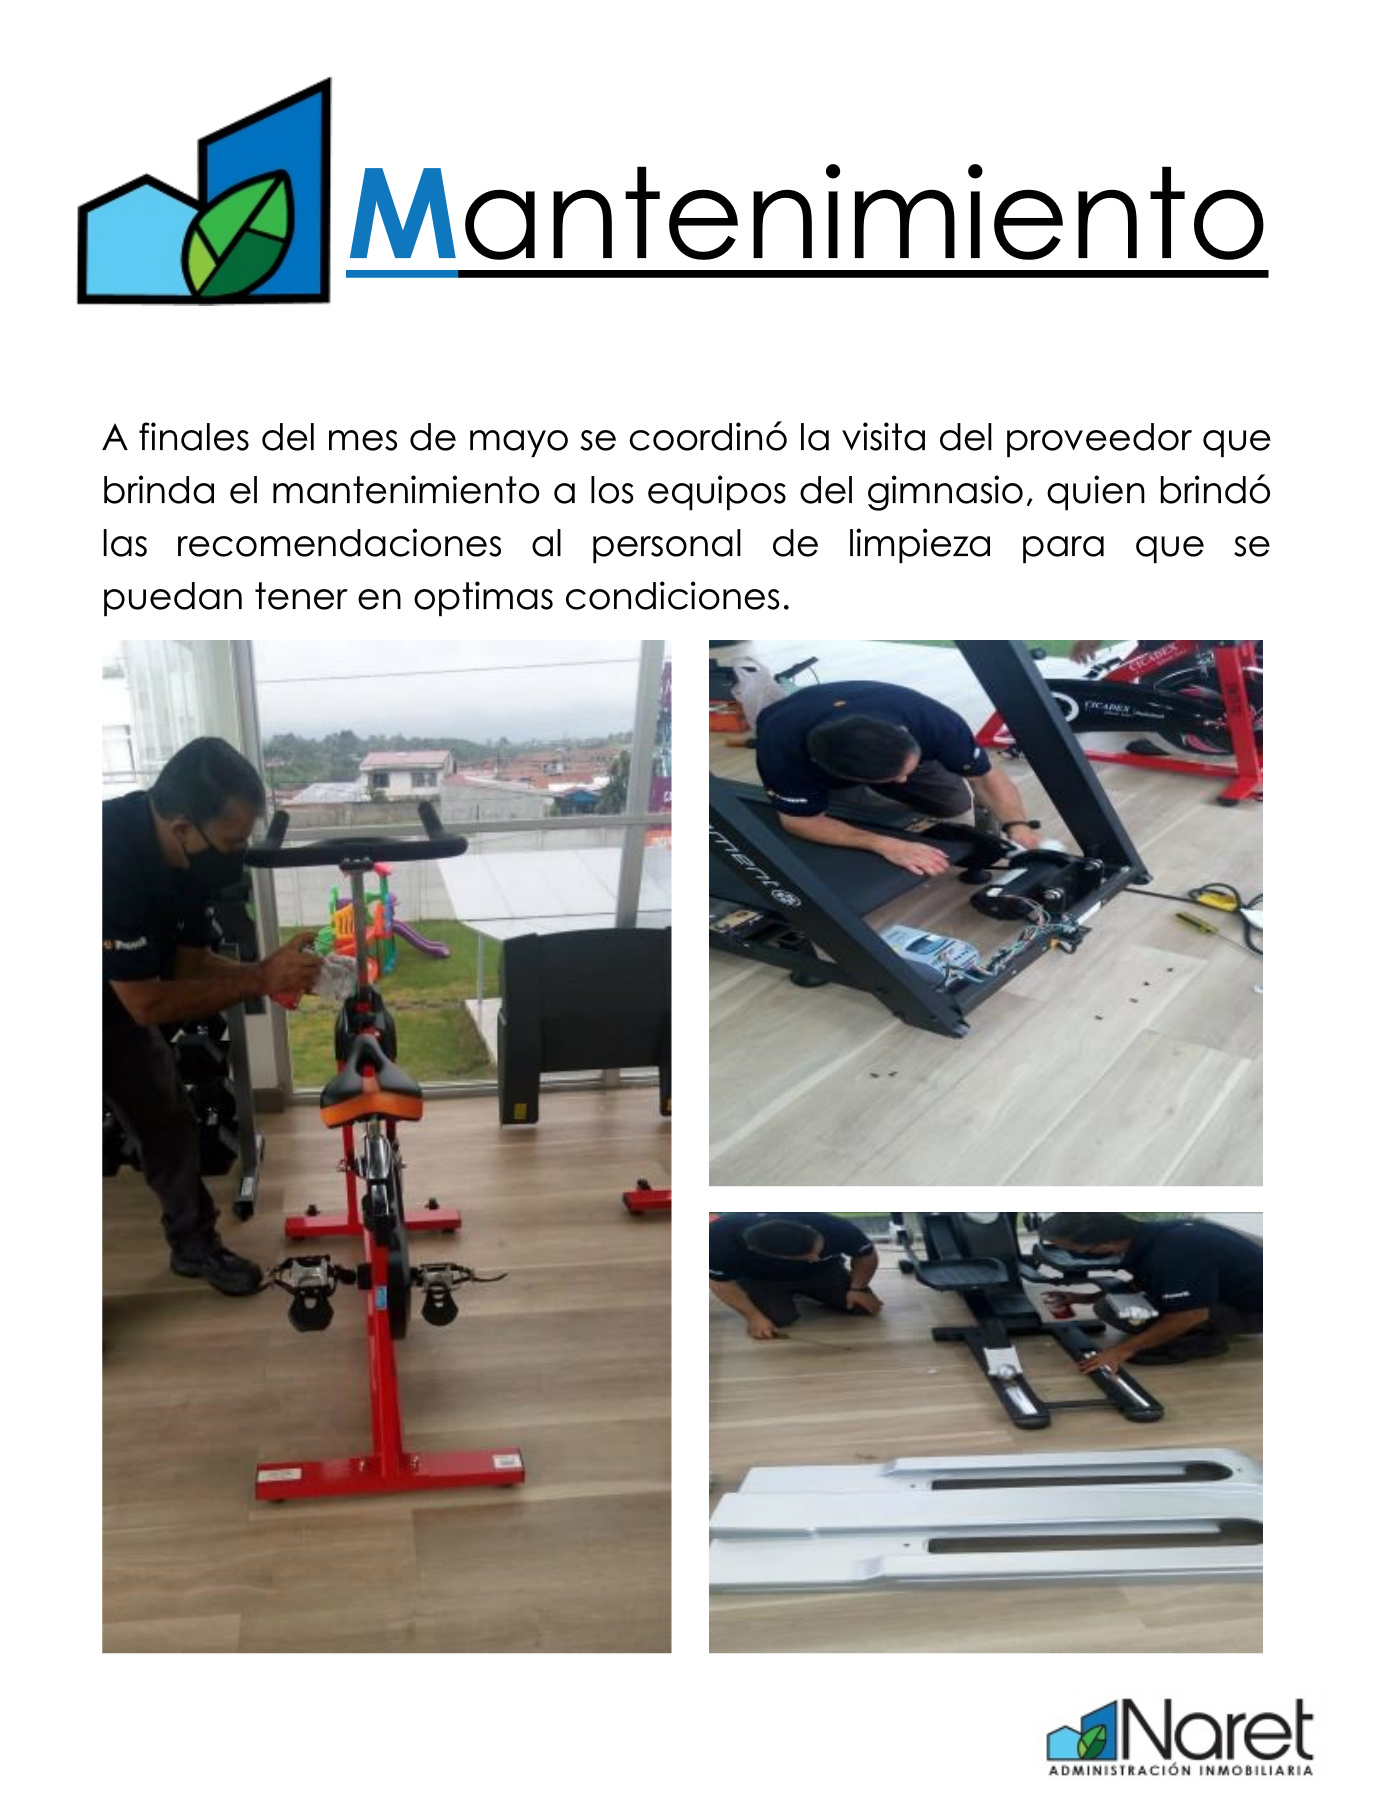 Mantenimiento
A finales del mes de mayo se coordinó la visita del proveedor que
brinda el mantenimiento a los equipos del gimnasio, quien brindó
las recomendaciones al personal de limpieza para que se
puedan tener en optimas condiciones.
CICADEX
CICADEX
Naret
ADMINISTRACIÓN INMOBILIARIA